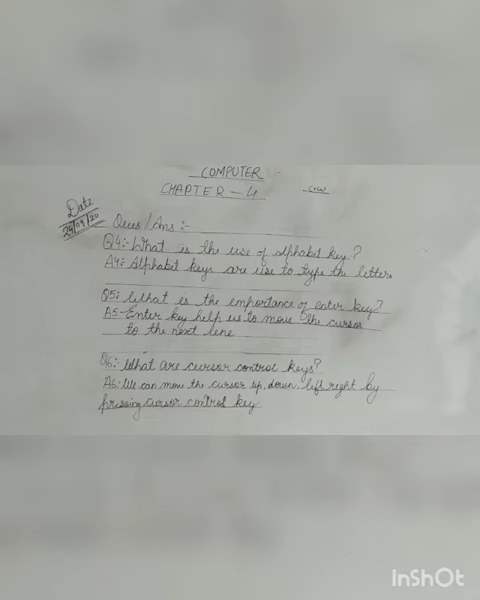 COMPUTER
CHAPTER - 4
C.W
Date
24/09/20
Ques/Ans :-
Q4:- What is the use of alphabet key?
A4:- Alphabet keys are use to type the letters
Q5:- What is the emportance of enter key?
A5- Enter key help us to move the cursor
to the next line
Q6:- What are cursor control keys?
A6:- We can move the cursor up, down, left, right by
pressing cursor control key
InShOt